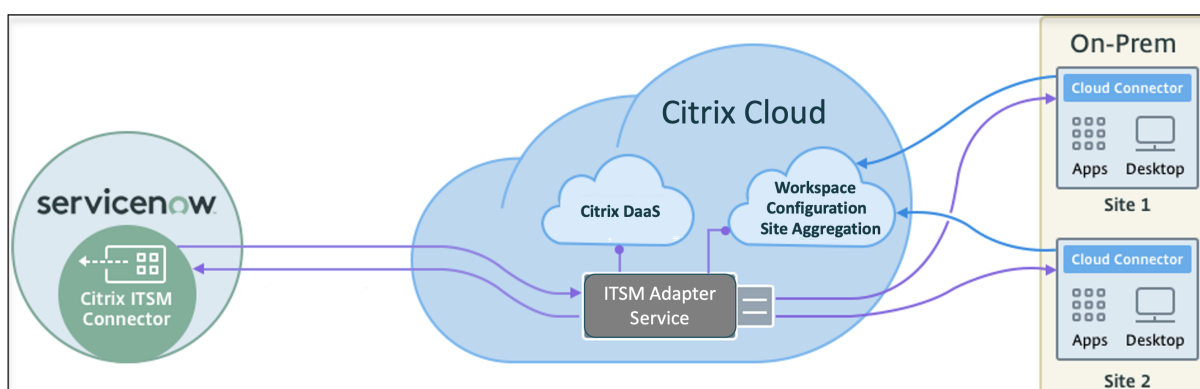 On-Prem
Cloud Connector
Apps Desktop
Site 1
Cloud Connector
Apps Desktop
Site 2
Citrix Cloud
Citrix DaaS
Workspace
Configuration
Site Aggregation
ITSM Adapter
Service
servicenow
Citrix ITSM
Connector